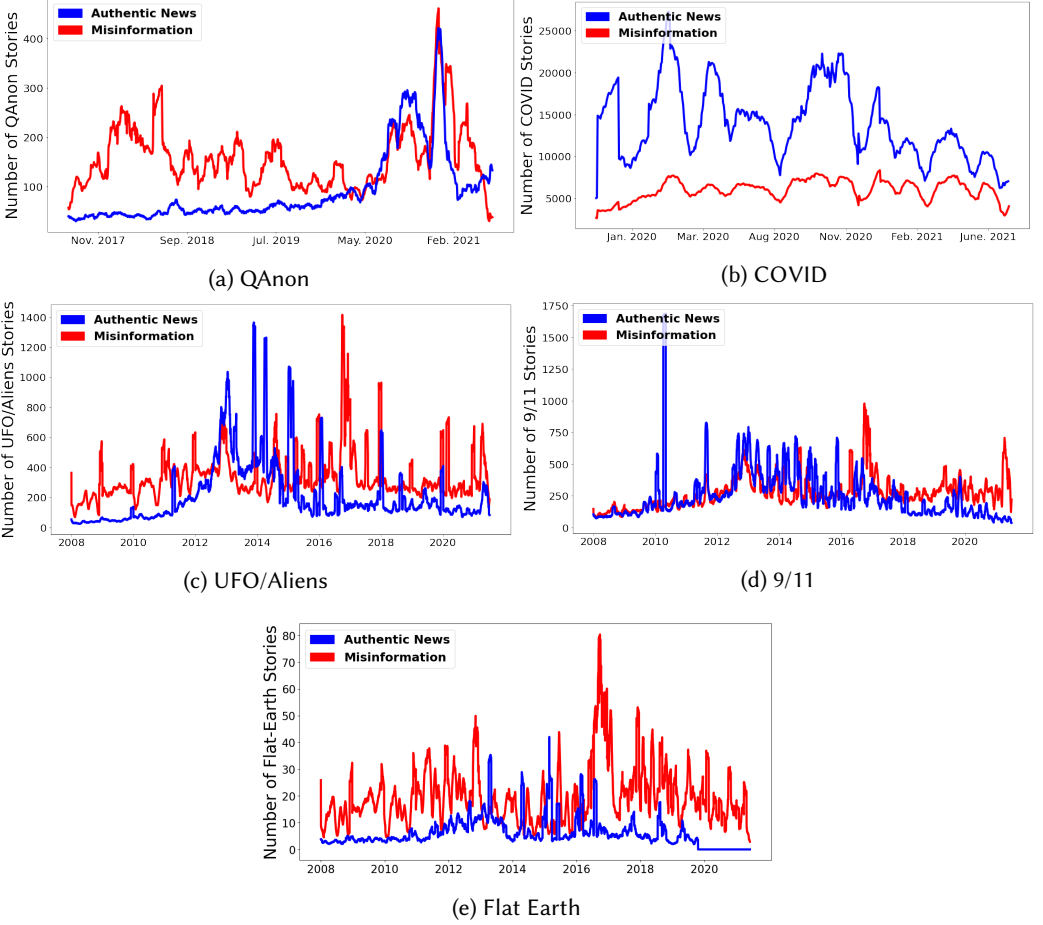 Authentic News
Misinformation
Number of QAnon Stories
400
300
200
100
Nov. 2017 Sep. 2018 Jul. 2019 May. 2020 Feb. 2021
(a) QAnon
Authentic News
Misinformation
Number of COVID Stories
25000
20000
15000
10000
5000
Jan. 2020 Mar. 2020 Aug 2020 Nov. 2020 Feb. 2021 June. 2021
(b) COVID
Authentic News
Misinformation
Number of UFO/Aliens Stories
1400
1200
1000
800
600
400
200
0
2008 2010 2012 2014 2016 2018 2020
(c) UFO/Aliens
Authentic News
Misinformation
Number of 9/11 Stories
1750
1500
1250
1000
750
500
250
0
2008 2010 2012 2014 2016 2018 2020
(d) 9/11
Authentic News
Misinformation
Number of Flat-Earth Stories
80
70
60
50
40
30
20
10
0
2008 2010 2012 2014 2016 2018 2020
(e) Flat Earth